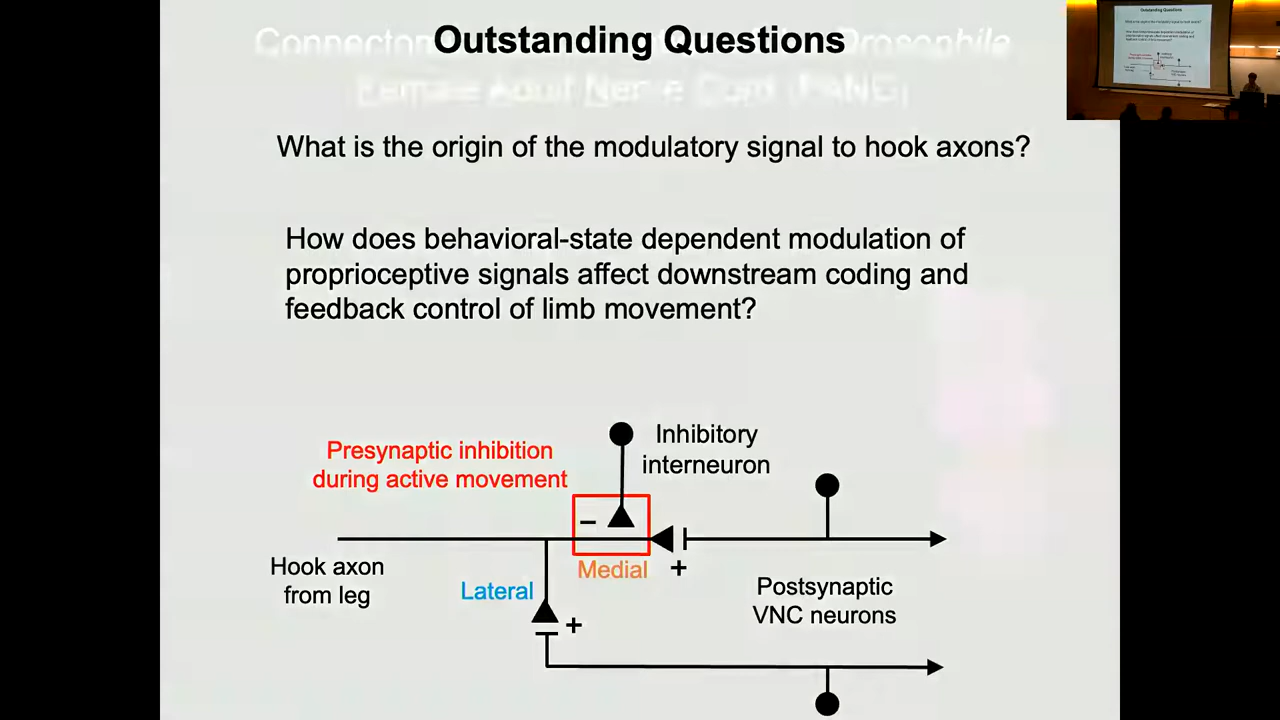 Outstanding Questions
What is the origin of the modulatory signal to hook axons?
How does behavioral-state dependent modulation of
proprioceptive signals affect downstream coding and
feedback control of limb movement?
Presynaptic inhibition
during active movement
Inhibitory
interneuron
–
Hook axon
from leg
Medial
+
Lateral
+
Postsynaptic
VNC neurons